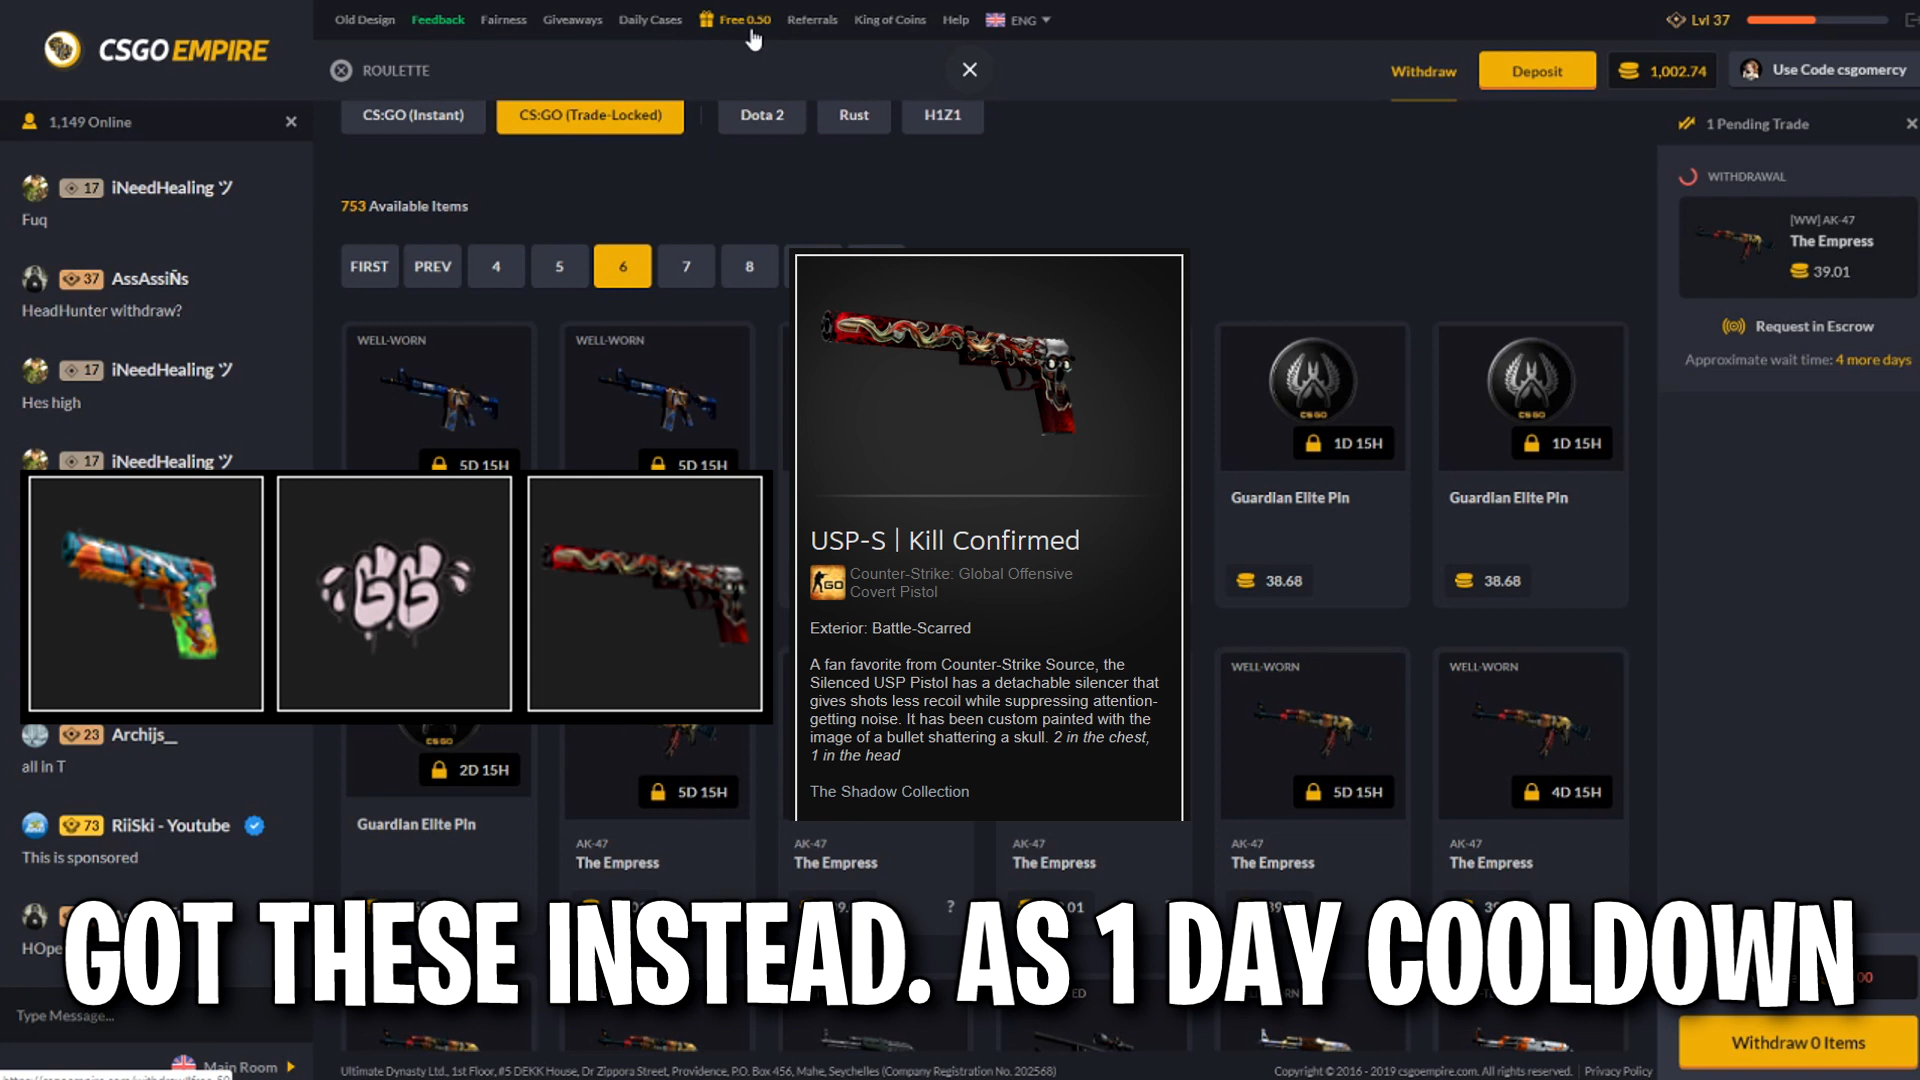 Old Design Feedback Fairness Giveaways Daily Cases Free 0.50 Referrals King of Coins Help ENG
Lvl 37
CSGOEMPIRE
ROULETTE
Withdraw Deposit 1,002.74 Use Code csgomercy
1,149 Online
CS:GO (Instant) CS:GO (Trade-Locked) Dota 2 Rust H1Z1
1 Pending Trade
WITHDRAWAL
[WW] AK-47
The Empress
39.01
Request in Escrow
Approximate wait time: 4 more days
17 iNeedHealing ツ
Fuq
37 AssAssiÑs
HeadHunter withdraw?
17 iNeedHealing ツ
Hes high
17 iNeedHealing ツ
753 Available Items
FIRST PREV 4 5 6 7 8
WELL-WORN WELL-WORN
5D 15H 5D 15H
CS GO CS GO
1D 15H 1D 15H
Guardian Elite Pin Guardian Elite Pin
38.68 38.68
GG
USP-S | Kill Confirmed
GO
Counter-Strike: Global Offensive
Covert Pistol
Exterior: Battle-Scarred
A fan favorite from Counter-Strike Source, the
Silenced USP Pistol has a detachable silencer that
gives shots less recoil while suppressing attention-
getting noise. It has been custom painted with the
image of a bullet shattering a skull. 2 in the chest,
1 in the head
The Shadow Collection
WELL-WORN WELL-WORN
23 Archijs__
all in T
CS GO
2D 15H 5D 15H 5D 15H 4D 15H
73 RiiSki - Youtube
This is sponsored
Guardian Elite Pin
AK-47 AK-47 AK-47 AK-47 AK-47
The Empress The Empress The Empress The Empress The Empress
HOpe
GOT THESE INSTEAD. AS 1 DAY COOLDOWN
Type Message...
Main Room
Withdraw 0 Items
Ultimate Dynasty Ltd., 1st Floor, #5 DEKK House, Dr Zippora Street, Providence, P.O. Box 456, Mahe, Seychelles (Company Registration No. 202568)
Copyright © 2016 - 2019 csgoempire.com. All rights reserved. | Privacy Policy